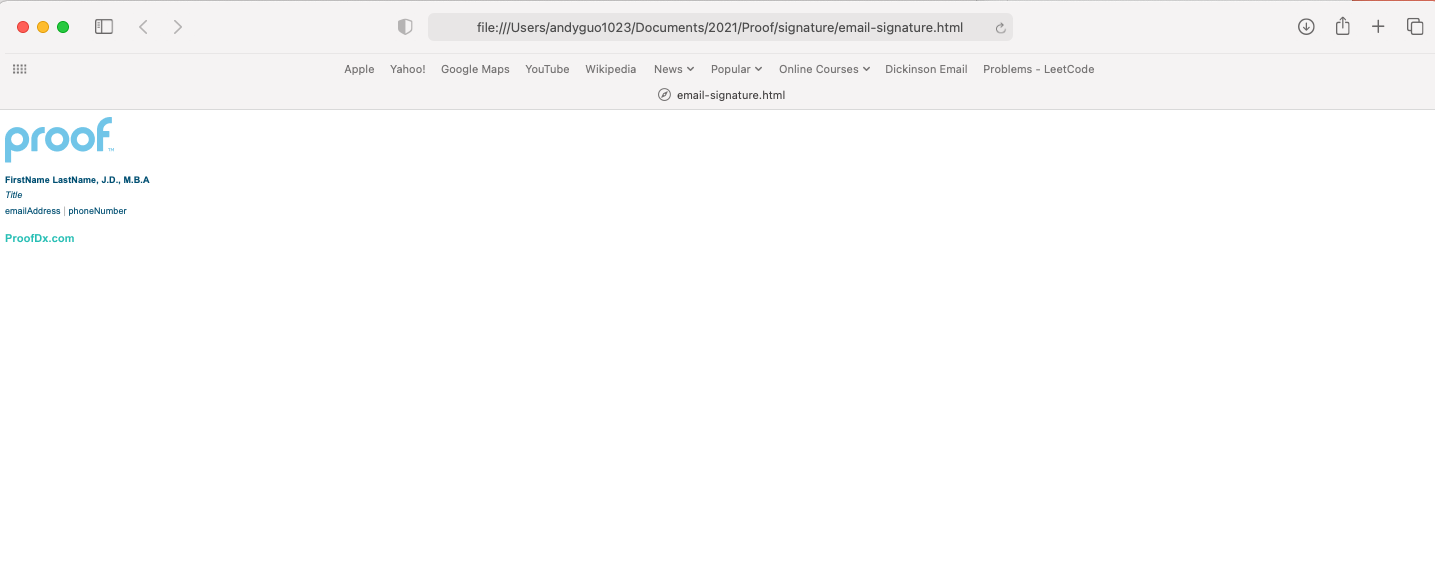 file:///Users/andyguo1023/Documents/2021/Proof/signature/email-signature.html
Apple Yahoo! Google Maps YouTube Wikipedia News Popular Online Courses Dickinson Email Problems - LeetCode
email-signature.html
proof™
FirstName LastName, J.D., M.B.A
Title
emailAddress | phoneNumber
ProofDx.com